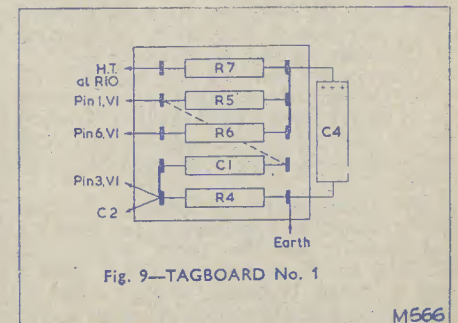 H.T.
at R10
Pin 1, V1
Pin 6, V1
Pin 3, V1
C2
R7
R5
R6
C1
R4
+ + +
C4
Earth
Fig. 9—TAGBOARD No. 1
M566